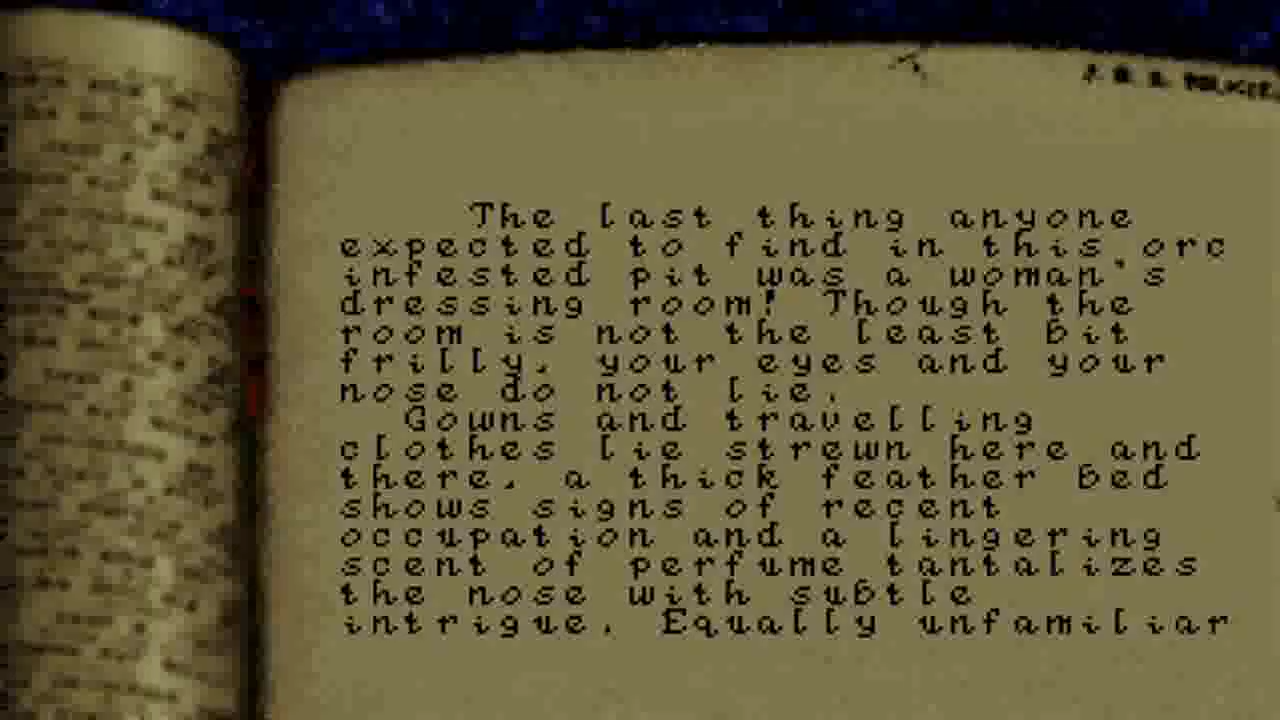 The last thing anyone
expected to find in this orc
infested pit was a woman's
dressing room! Though the
room is not the least bit
frilly, your eyes and your
nose do not lie.
Gowns and travelling
clothes lie strewn here and
there, a thick feather bed
shows signs of recent
occupation and a lingering
scent of perfume tantalizes
the nose with subtle
intrigue. Equally unfamiliar